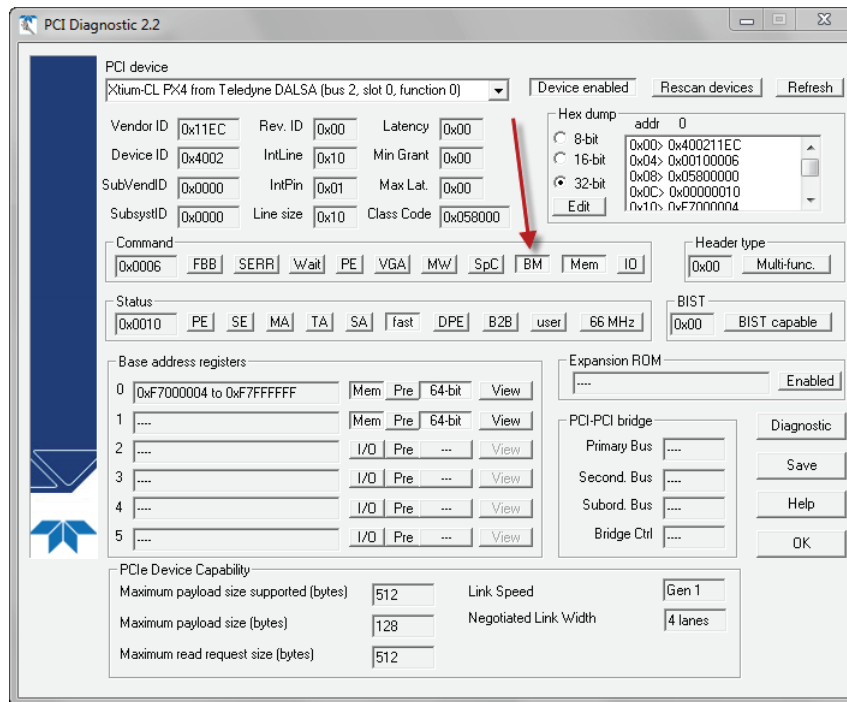 PCI Diagnostic 2.2
PCI device
Xtium-CL PX4 from Teledyne DALSA (bus 2, slot 0, function 0) Device enabled Rescan devices Refresh
Vendor ID 0x11EC Rev. ID 0x00 Latency 0x00
Device ID 0x4002 IntLine 0x10 Min Grant 0x00
SubVendID 0x0000 IntPin 0x01 Max Lat. 0x00
SubsystID 0x0000 Line size 0x10 Class Code 0x058000
Hex dump
addr 0
8-bit
16-bit
32-bit
Edit
0x00> 0x400211EC
0x04> 0x00100006
0x08> 0x05800000
0x0C> 0x00000010
0x10> 0xF7000004
Command
0x0006 FBB SERR Wait PE VGA MW SpC BM Mem IO
Header type
0x00 Multi-func.
Status
0x0010 PE SE MA TA SA fast DPE B2B user 66 MHz
BIST
0x00 BIST capable
Base address registers
0 0xF7000004 to 0xF7FFFFFF Mem Pre 64-bit View
1 ---- Mem Pre 64-bit View
2 ---- I/O Pre --- View
3 ---- I/O Pre --- View
4 ---- I/O Pre --- View
5 ---- I/O Pre --- View
Expansion ROM
---- Enabled
PCI-PCI bridge
Primary Bus ----
Second. Bus ----
Subord. Bus ----
Bridge Ctrl ----
Diagnostic
Save
Help
OK
PCIe Device Capability
Maximum payload size supported (bytes) 512 Link Speed Gen 1
Maximum payload size (bytes) 128 Negotiated Link Width 4 lanes
Maximum read request size (bytes) 512